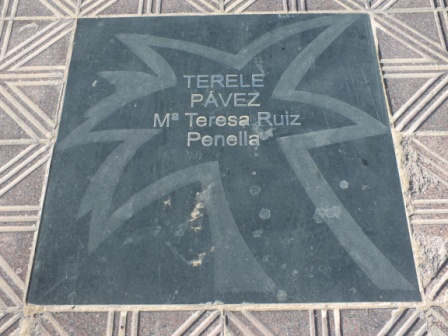 TERELE
PÁVEZ
Mª Teresa Ruiz
Penella